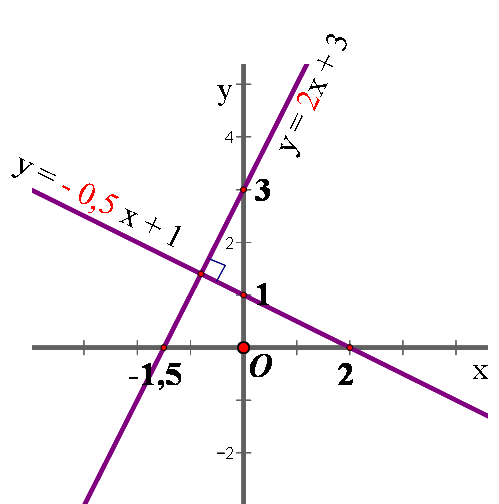 y = 2x + 3
y
4
y = - 0,5 x + 1
3
2
1
O
-1,5
2
x
−2